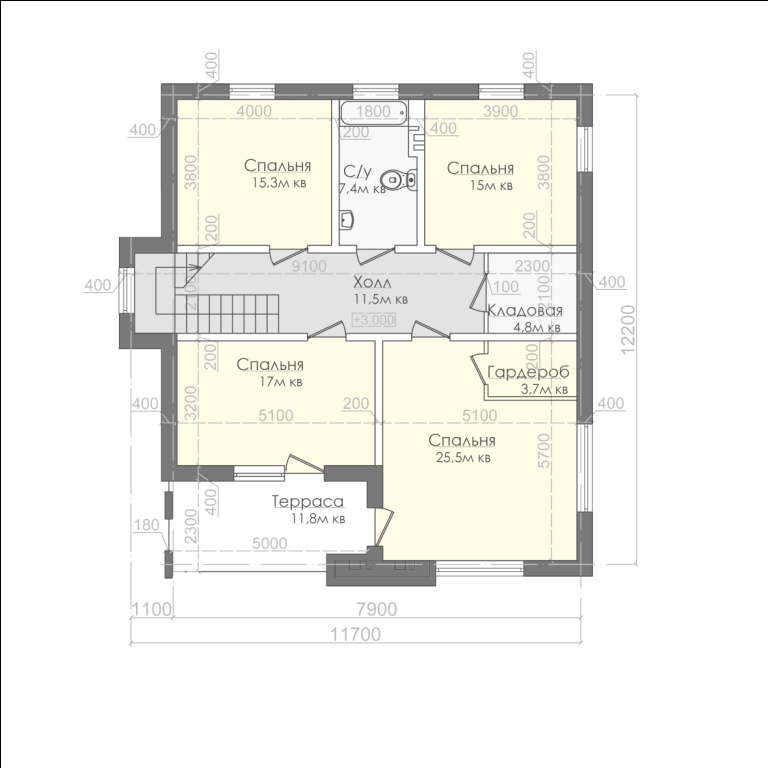 400
400
4000
1800
3900
400
200
400
3800
Спальня
15,3м кв
С/у
7,4м кв
Спальня
15м кв
3800
200
200
400
9100
2300
400
2100
Холл
11,5м кв
+3.000
100
2100
Кладовая
4,8м кв
12200
200
Спальня
17м кв
200
Гардероб
3,7м кв
400
3200
5100
200
5100
400
Спальня
25,5м кв
5700
400
Терраса
11,8м кв
180
2300
5000
1100
7900
11700